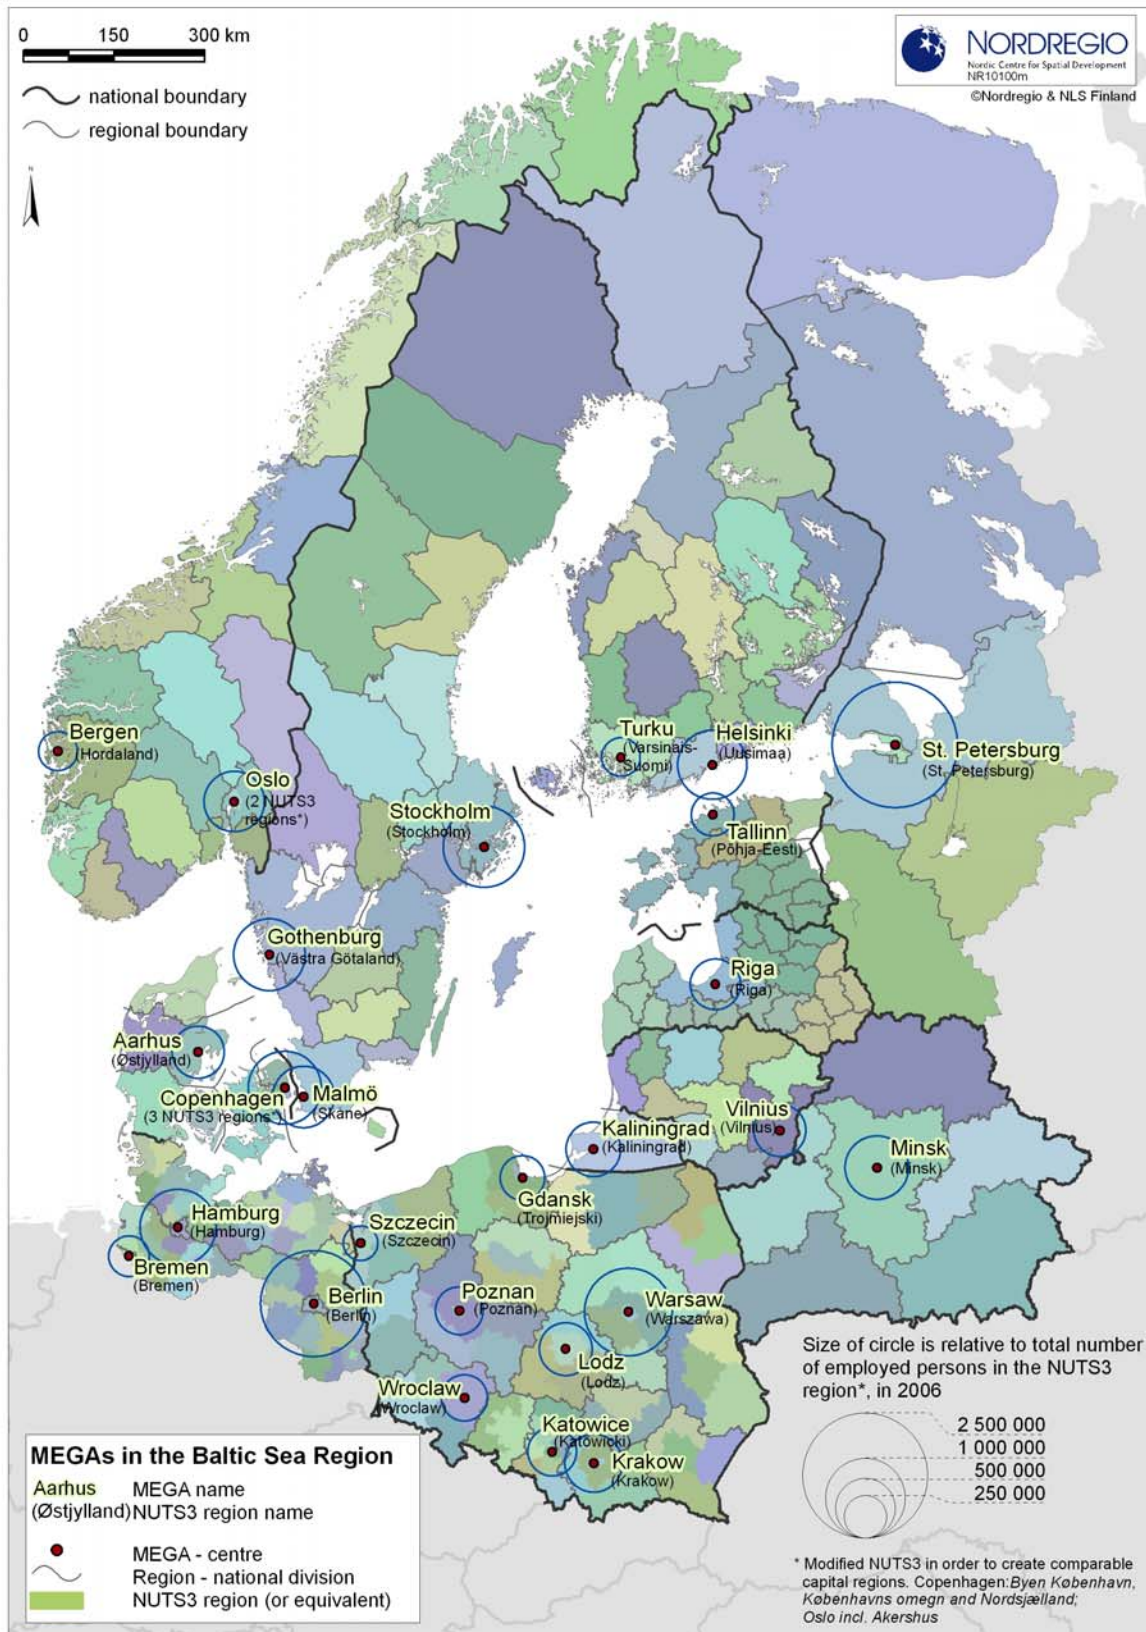 0 150 300 km
national boundary
regional boundary
N
NORDREGIO
Nordic Centre for Spatial Development
NR10100m
©Nordregio & NLS Finland
Bergen
(Hordaland)
Oslo
(2 NUTS3
regions*)
Stockholm
(Stockholm)
Turku
(Varsinais-
Suomi)
Helsinki
(Uusimaa)
St. Petersburg
(St. Petersburg)
Tallinn
(Põhja-Eesti)
Gothenburg
(Västra Götaland)
Riga
(Riga)
Aarhus
(Østjylland)
Copenhagen
(3 NUTS3 regions*)
Malmö
(Skane)
Vilnius
(Vilnius)
Kaliningrad
(Kaliningrad)
Minsk
(Minsk)
Gdansk
(Trojmiejski)
Hamburg
(Hamburg)
Szczecin
(Szczecin)
Bremen
(Bremen)
Berlin
(Berlin)
Poznan
(Poznan)
Warsaw
(Warszawa)
Lodz
(Lodz)
Wroclaw
(Wroclaw)
Katowice
(Katowicki)
Krakow
(Krakow)
Size of circle is relative to total number
of employed persons in the NUTS3
region*, in 2006
2 500 000
1 000 000
500 000
250 000
* Modified NUTS3 in order to create comparable
capital regions. Copenhagen:Byen København,
Københavns omegn and Nordsjælland;
Oslo incl. Akershus
MEGAs in the Baltic Sea Region
Aarhus MEGA name
(Østjylland) NUTS3 region name
MEGA - centre
Region - national division
NUTS3 region (or equivalent)